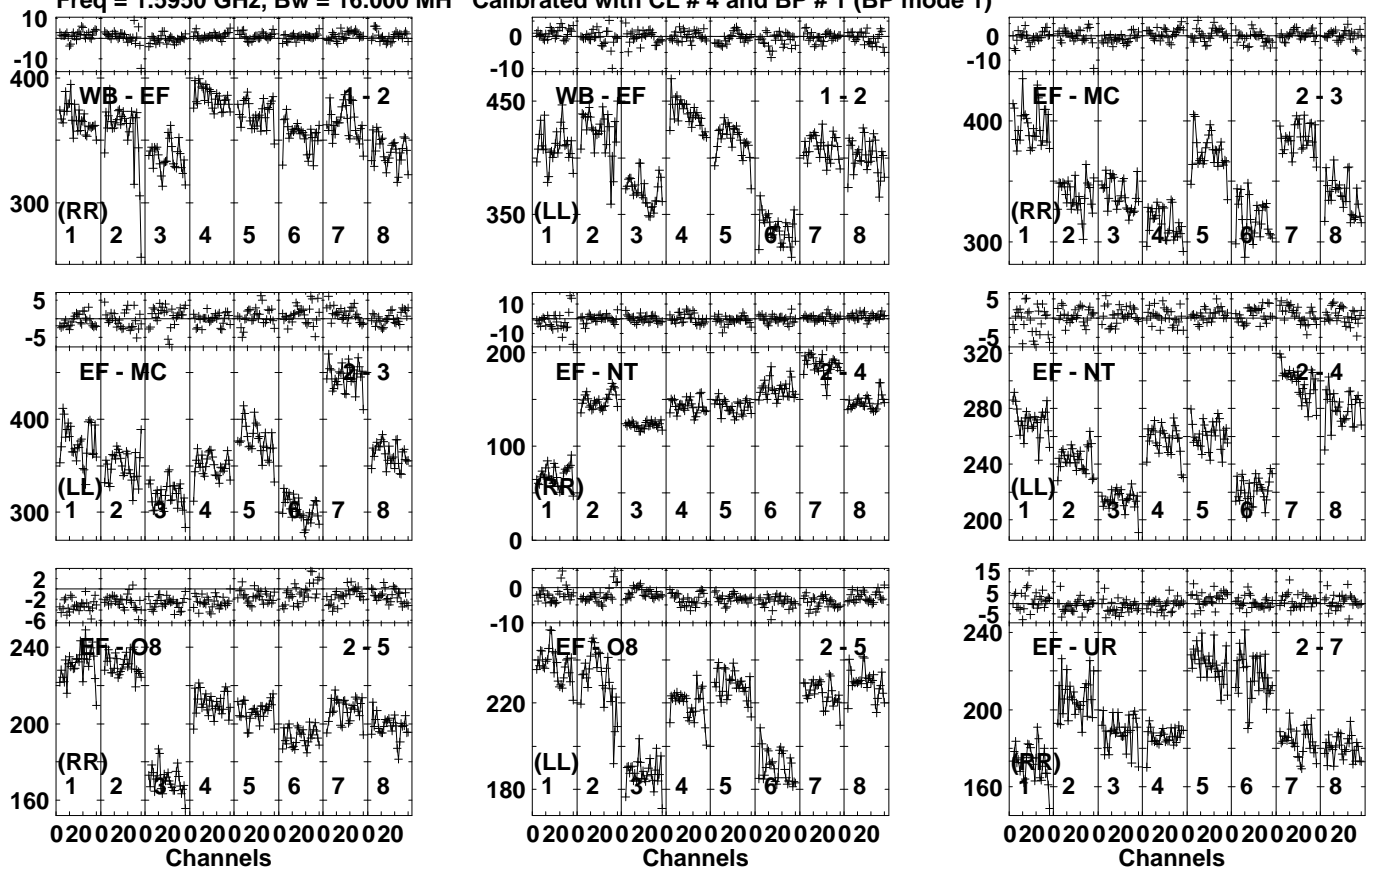 Freq = 1.5950 GHz, Bw = 16.000 MH Calibrated with CL # 4 and BP # 1 (BP mode 1)
10
0
-10
400
300
WB - EF 1 - 2
(RR)
1 2 3 4 5 6 7 8
0
-10
450
350
WB - EF 1 - 2
(LL)
1 2 3 4 5 6 7 8
0
-10
400
300
EF - MC 2 - 3
(RR)
1 2 3 4 5 6 7 8
5
-5
400
300
EF - MC 2 - 3
(LL)
1 2 3 4 5 6 7 8
10
-10
200
100
0
EF - NT 2 - 4
(RR)
1 2 3 4 5 6 7 8
5
-5
320
280
240
200
EF - NT 2 - 4
(LL)
1 2 3 4 5 6 7 8
2
-2
-6
240
200
160
EF - O8 2 - 5
(RR)
1 2 3 4 5 6 7 8
0
-10
220
180
EF - O8 2 - 5
(LL)
1 2 3 4 5 6 7 8
15
5
-5
240
200
160
EF - UR 2 - 7
(RR)
1 2 3 4 5 6 7 8
0 20 0 20 0 20 0 20 0 20 0 20 0 20 0 20
Channels
0 20 0 20 0 20 0 20 0 20 0 20 0 20 0 20
Channels
0 20 0 20 0 20 0 20 0 20 0 20 0 20 0 20
Channels